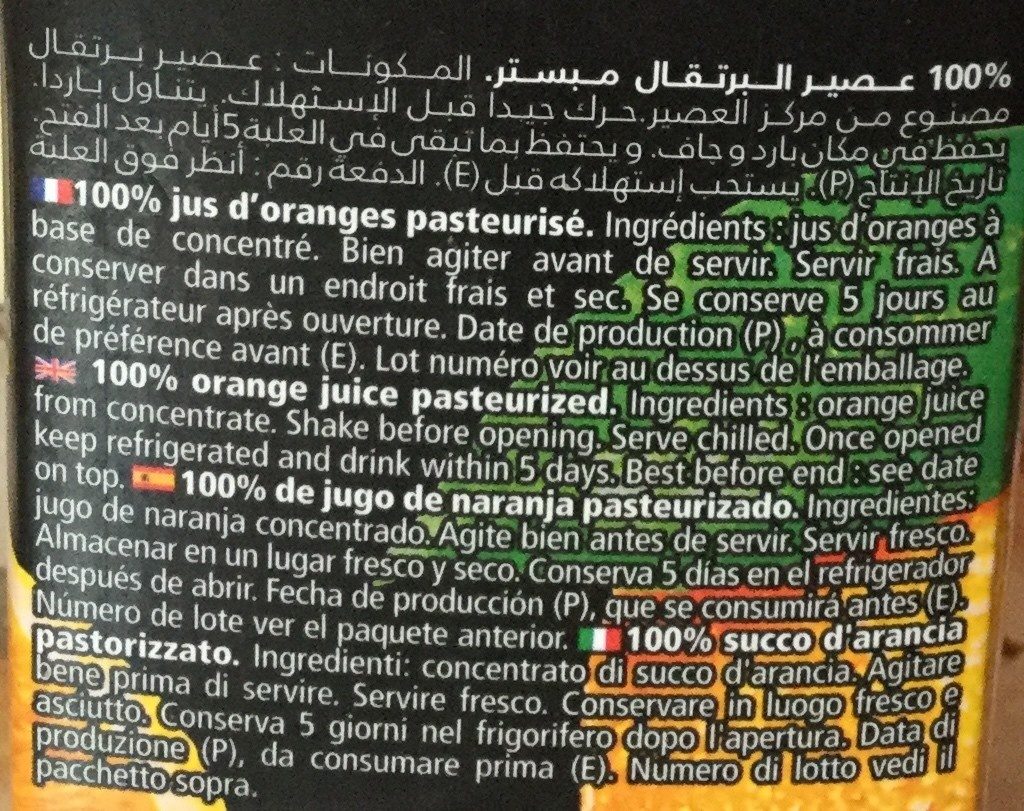 100% عصير البرتقال مبستر. المكونات : عصير برتقال
مصنوع من مركز العصير.حرك جيدا قبل الإستهلاك. يتناول باردا.
يحفظ في مكان بارد و جاف. و يحتفظ بما تبقى في العلبة 5 أيام بعد الفتح.
تاريخ الإنتاج (P). يستحب إستهلاكه قبل (E). الدفعة رقم : أنظر فوق العلبة
100% jus d'oranges pasteurisé. Ingrédients : jus d'oranges à
base de concentré. Bien agiter avant de servir. Servir frais. A
conserver dans un endroit frais et sec. Se conserve 5 jours au
réfrigérateur après ouverture. Date de production (P) , à consommer
de préférence avant (E). Lot numéro voir au dessus de l'emballage.
100% orange juice pasteurized. Ingredients : orange juice
from concentrate. Shake before opening. Serve chilled. Once opened
keep refrigerated and drink within 5 days. Best before end : see date
on top. 100% de jugo de naranja pasteurizado. Ingredientes:
jugo de naranja concentrado. Agite bien antes de servir. Servir fresco.
Almacenar en un lugar fresco y seco. Conserva 5 días en el refrigerador
después de abrir. Fecha de producción (P), que se consumirá antes (E).
Número de lote ver el paquete anterior. 100% succo d'arancia
pastorizzato. Ingredienti: concentrato di succo d'arancia. Agitare
bene prima di servire. Servire fresco. Conservare in luogo fresco e
asciutto. Conserva 5 giorni nel frigorifero dopo l'apertura. Data di
produzione (P), da consumare prima (E). Numero di lotto vedi il
pacchetto sopra.